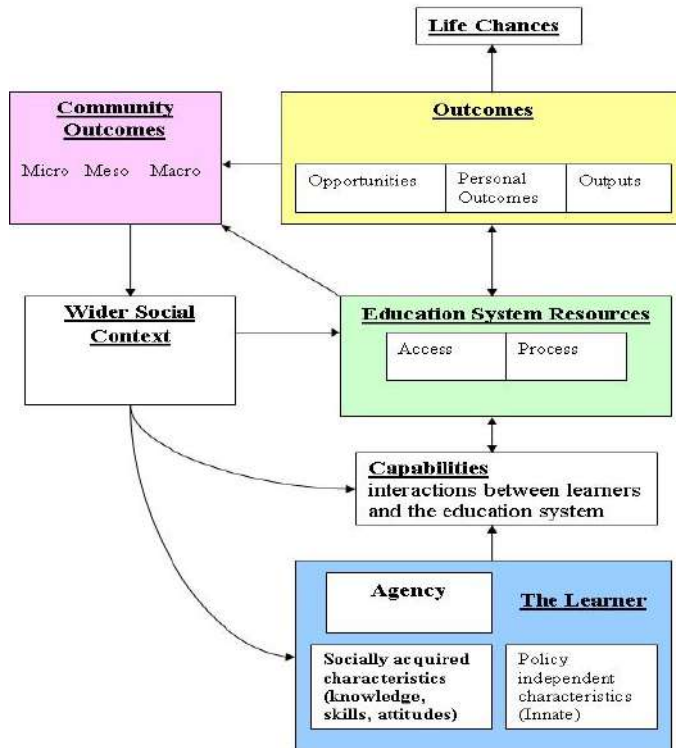 Life Chances
Community
Outcomes
Micro Meso Macro
Outcomes
Opportunities
Personal
Outcomes
Outputs
Wider Social
Context
Education System Resources
Access
Process
Capabilities
interactions between learners
and the education system
Agency
The Learner
Socially acquired
characteristics
(knowledge,
skills, attitudes)
Policy
independent
characteristics
(Innate)